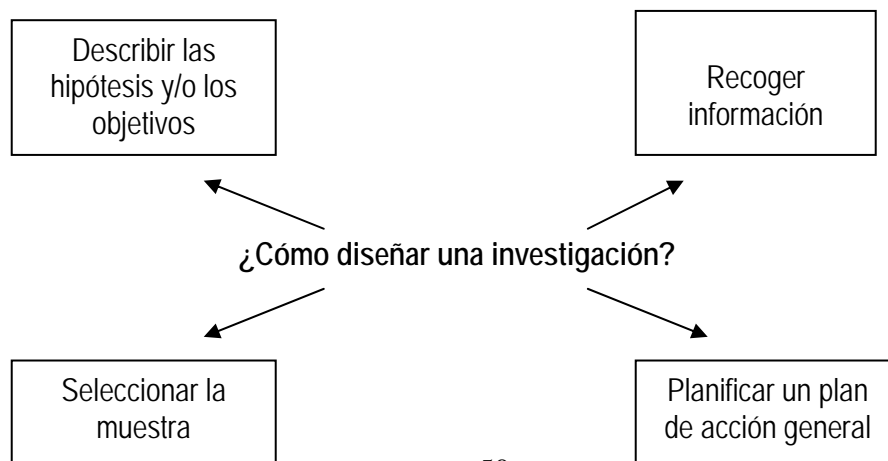 Describir las
hipótesis y/o los
objetivos
Recoger
información
¿Cómo diseñar una investigación?
Seleccionar la
muestra
Planificar un plan
de acción general